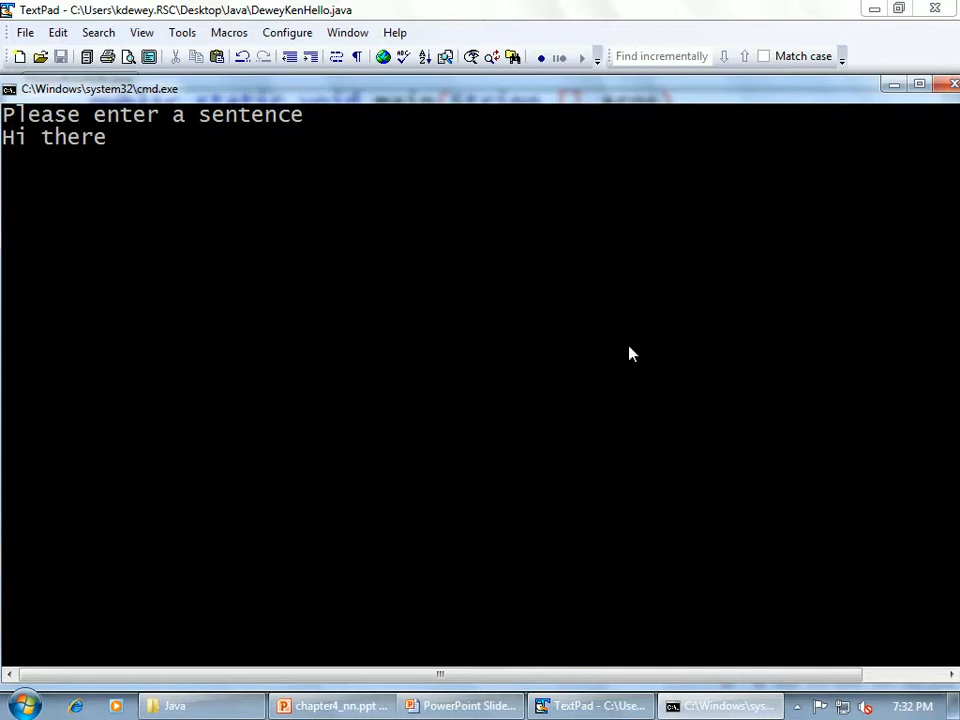 TextPad - C:\Users\kdewey.RSC\Desktop\Java\DeweyKenHello.java
File Edit Search View Tools Macros Configure Window Help
Find incrementally Match case
C:\Windows\system32\cmd.exe
Please enter a sentence
Hi there
Java chapter4_nn.ppt ... PowerPoint Slide... TextPad - C:\Use... C:\Windows\sys... 7:32 PM